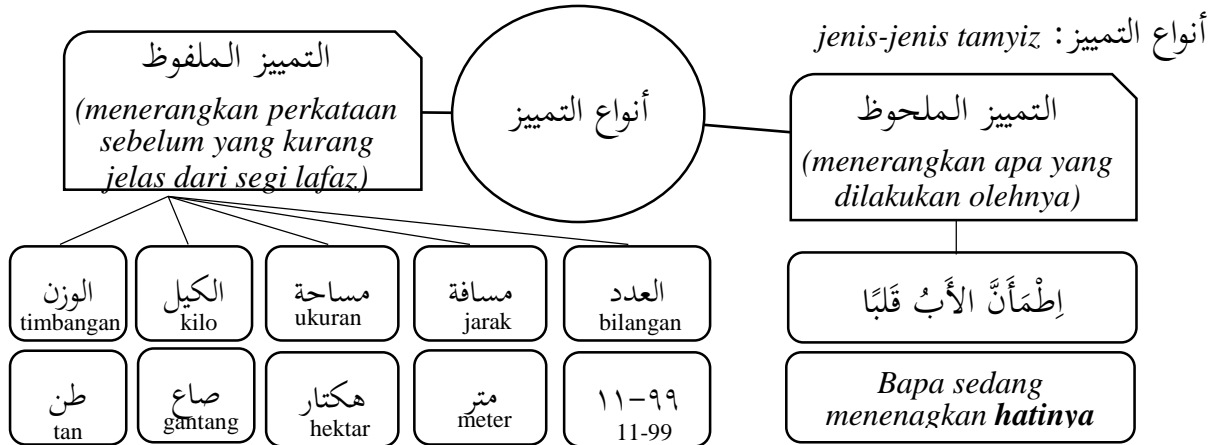 أنواع التمييز : jenis-jenis tamyiz
التمييز الملفوظ
(menerangkan perkataan
sebelum yang kurang
jelas dari segi lafaz)
أنواع التمييز
التمييز الملحوظ
(menerangkan apa yang
dilakukan olehnya)
الوزن
timbangan
الكيل
kilo
مساحة
ukuran
مسافة
jarak
العدد
bilangan
اِطْمَأَنَّ الأَبُ قَلبًا
طن
tan
صاع
gantang
هكتار
hektar
متر
meter
١١-٩٩
11-99
Bapa sedang
menenagkan hatinya